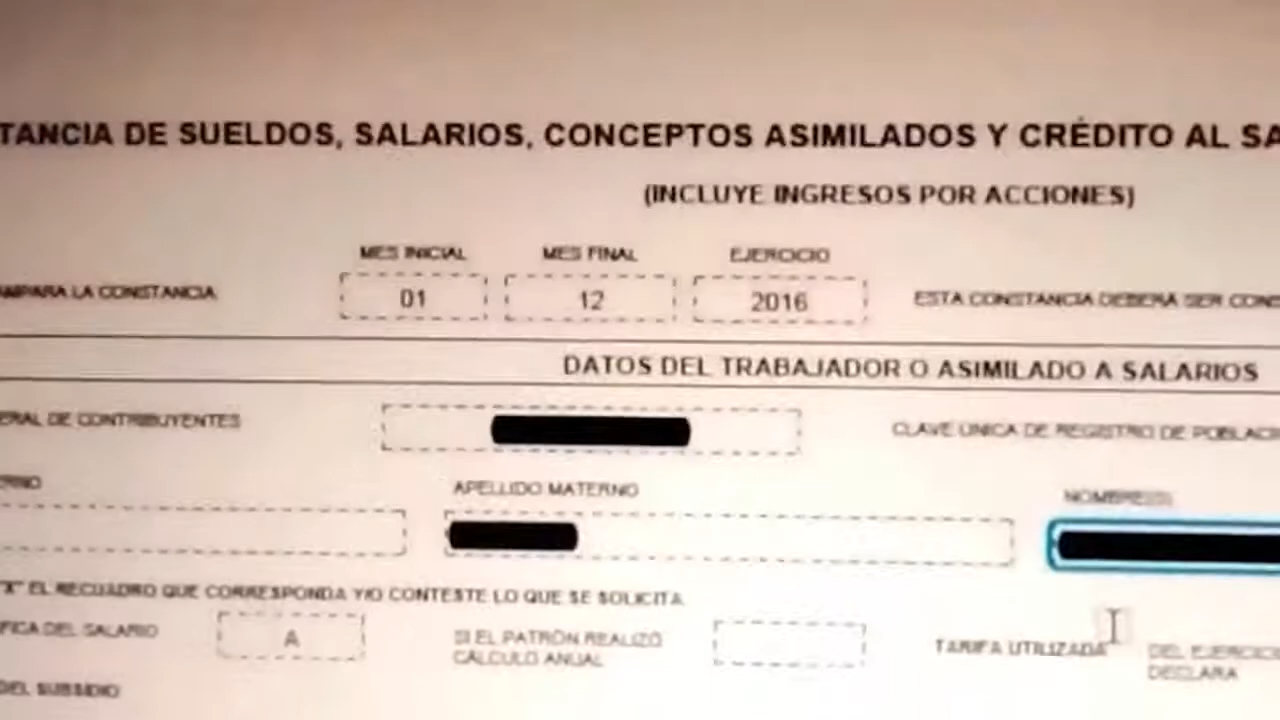 TANCIA DE SUELDOS, SALARIOS, CONCEPTOS ASIMILADOS Y CRÉDITO AL SA
(INCLUYE INGRESOS POR ACCIONES)
MES INICIAL MES FINAL EJERCICIO
AMPARA LA CONSTANCIA 01 12 2016 ESTA CONSTANCIA DEBERÁ SER CONS
DATOS DEL TRABAJADOR O ASIMILADO A SALARIOS
ERAL DE CONTRIBUYENTES CLAVE ÚNICA DE REGISTRO DE POBLACIÓ
ERNO APELLIDO MATERNO NOMBRE(S)
"X" EL RECUADRO QUE CORRESPONDA Y/O CONTESTE LO QUE SE SOLICITA
FICA DEL SALARIO A SI EL PATRÓN REALIZÓ TARIFA UTILIZADA DEL EJERCICIO
CÁLCULO ANUAL DECLARA
DEL SUBSIDIO